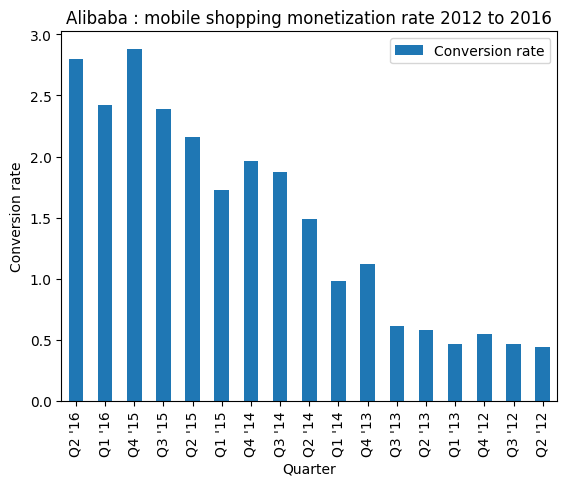 Alibaba : mobile shopping monetization rate 2012 to 2016
Conversion rate
Conversion rate
3.0
2.5
2.0
1.5
1.0
0.5
0.0
Q2 '16
Q1 '16
Q4 '15
Q3 '15
Q2 '15
Q1 '15
Q4 '14
Q3 '14
Q2 '14
Q1 '14
Q4 '13
Q3 '13
Q2 '13
Q1 '13
Q4 '12
Q3 '12
Q2 '12
Quarter